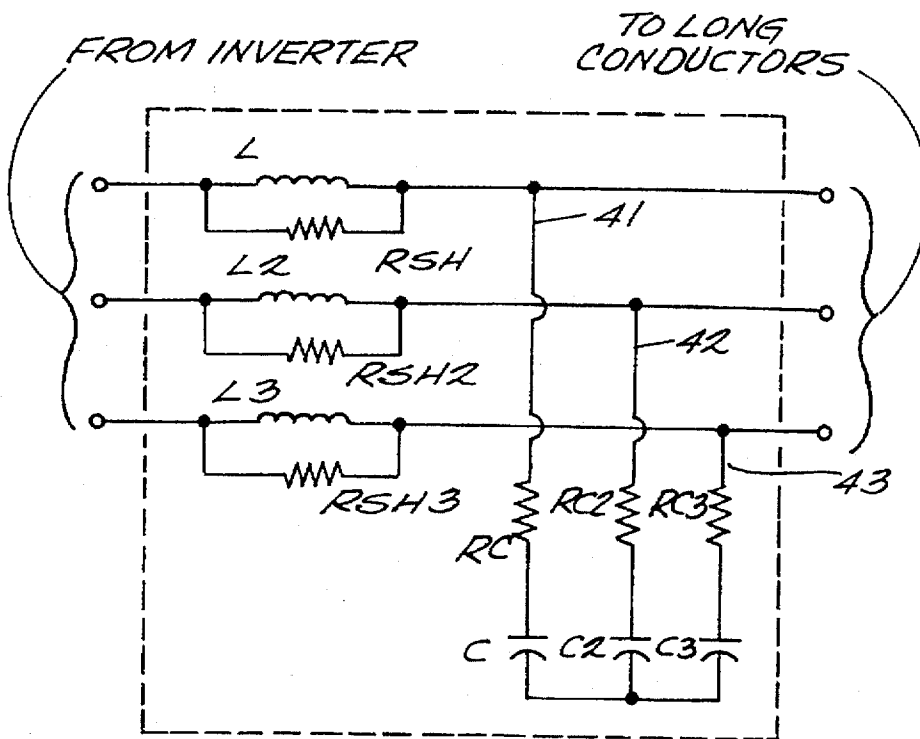 FROM INVERTER
TO LONG
CONDUCTORS
L
41
RSH
L2
42
RSH2
L3
43
RSH3
RC
RC2
RC3
C
C2
C3